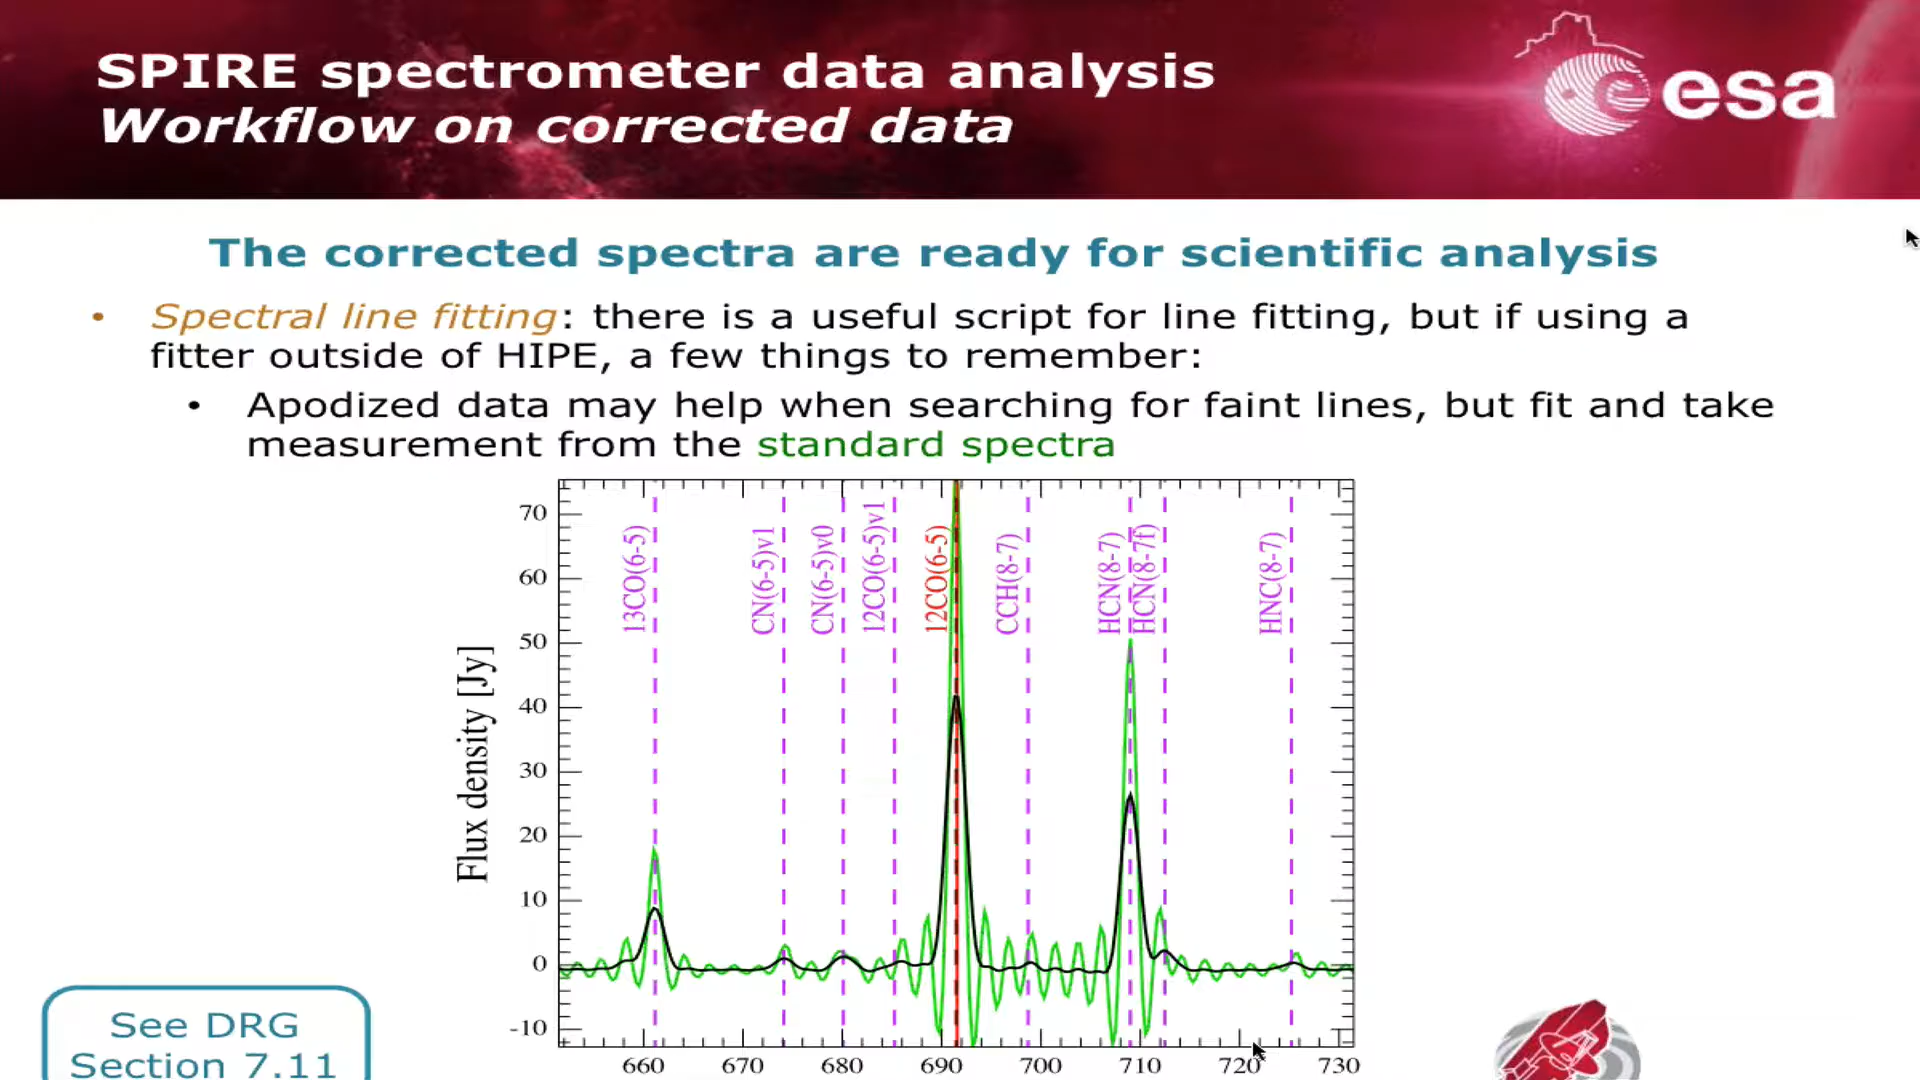 SPIRE spectrometer data analysis
Workflow on corrected data
esa
The corrected spectra are ready for scientific analysis
• Spectral line fitting: there is a useful script for line fitting, but if using a
fitter outside of HIPE, a few things to remember:
• Apodized data may help when searching for faint lines, but fit and take
measurement from the standard spectra
Flux density [Jy]
70
60
50
40
30
20
10
0
-10
13CO(6-5)
CN(6-5)v1
CN(6-5)v0
12CO(6-5)v1
12CO(6-5)
CCH(8-7)
HCN(8-7)
HCN(8-7f)
HNC(8-7)
660 670 680 690 700 710 720 730
See DRG
Section 7.11